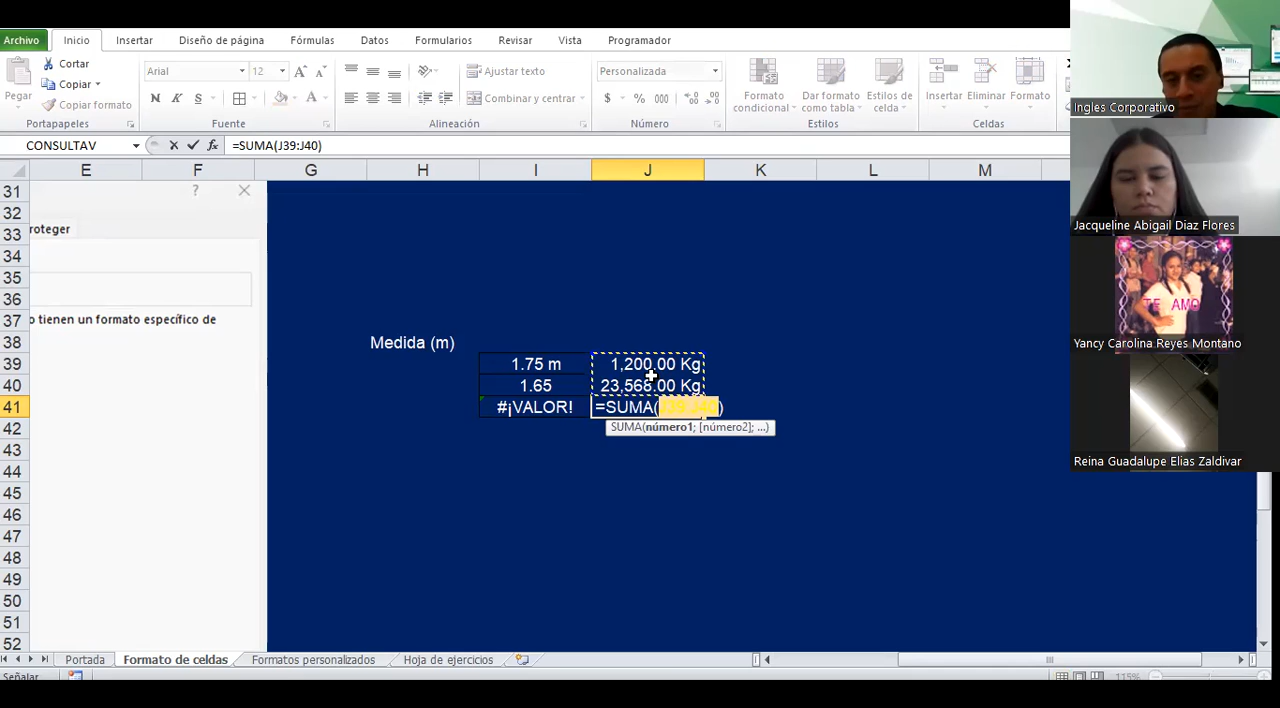 Archivo Inicio Insertar Diseño de página Fórmulas Datos Formularios Revisar Vista Programador
Pegar
Cortar
Copiar
Copiar formato
Portapapeles
Arial 12
N K S A
Fuente
Ajustar texto
Combinar y centrar
Alineación
Personalizada
$ % 000
Número
Formato condicional
Dar formato como tabla
Estilos de celda
Estilos
Insertar Eliminar Formato
Celdas
CONSULTAV fx =SUMA(J39:J40)
E F G H I J K L M
31
32
33
34
35
36
37
38
39
40
41
42
43
44
45
46
47
48
49
50
51
52
? 
roteger
o tienen un formato específico de
Medida (m)
1.75 m 1,200.00 Kg
1.65 23,568.00 Kg
#¡VALOR! =SUMA(J39:J40)
SUMA(número1; [número2]; ...)
Portada Formato de celdas Formatos personalizados Hoja de ejercicios
Señalar 115%
Ingles Corporativo
Jacqueline Abigail Diaz Flores
TE AMO
Yancy Carolina Reyes Montano
Reina Guadalupe Elias Zaldivar